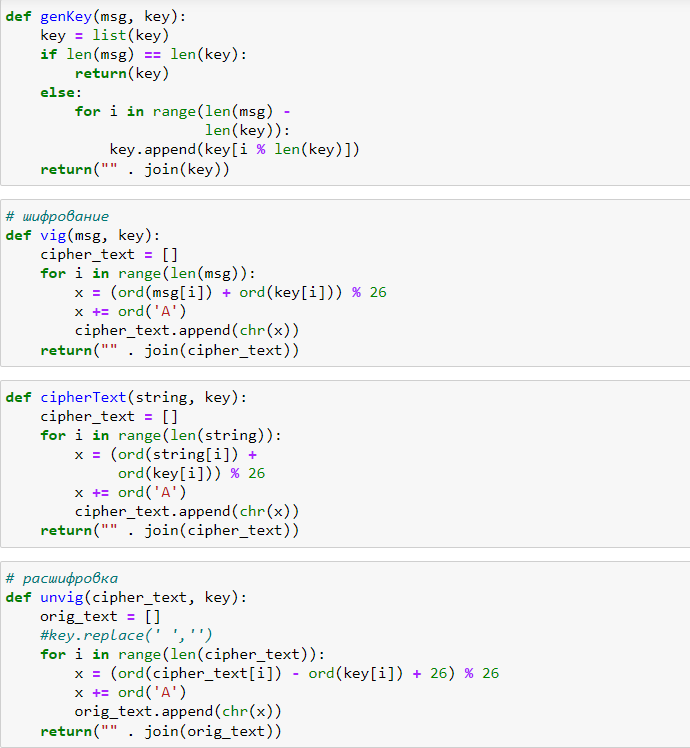 def genKey(msg, key):
    key = list(key)
    if len(msg) == len(key):
        return(key)
    else:
        for i in range(len(msg) -
                       len(key)):
            key.append(key[i % len(key)])
    return("" . join(key))
# шифрование
def vig(msg, key):
    cipher_text = []
    for i in range(len(msg)):
        x = (ord(msg[i]) + ord(key[i])) % 26
        x += ord('A')
        cipher_text.append(chr(x))
    return("" . join(cipher_text))
def cipherText(string, key):
    cipher_text = []
    for i in range(len(string)):
        x = (ord(string[i]) +
             ord(key[i])) % 26
        x += ord('A')
        cipher_text.append(chr(x))
    return("" . join(cipher_text))
# расшифровка
def unvig(cipher_text, key):
    orig_text = []
    #key.replace(' ','')
    for i in range(len(cipher_text)):
        x = (ord(cipher_text[i]) - ord(key[i]) + 26) % 26
        x += ord('A')
        orig_text.append(chr(x))
    return("" . join(orig_text))